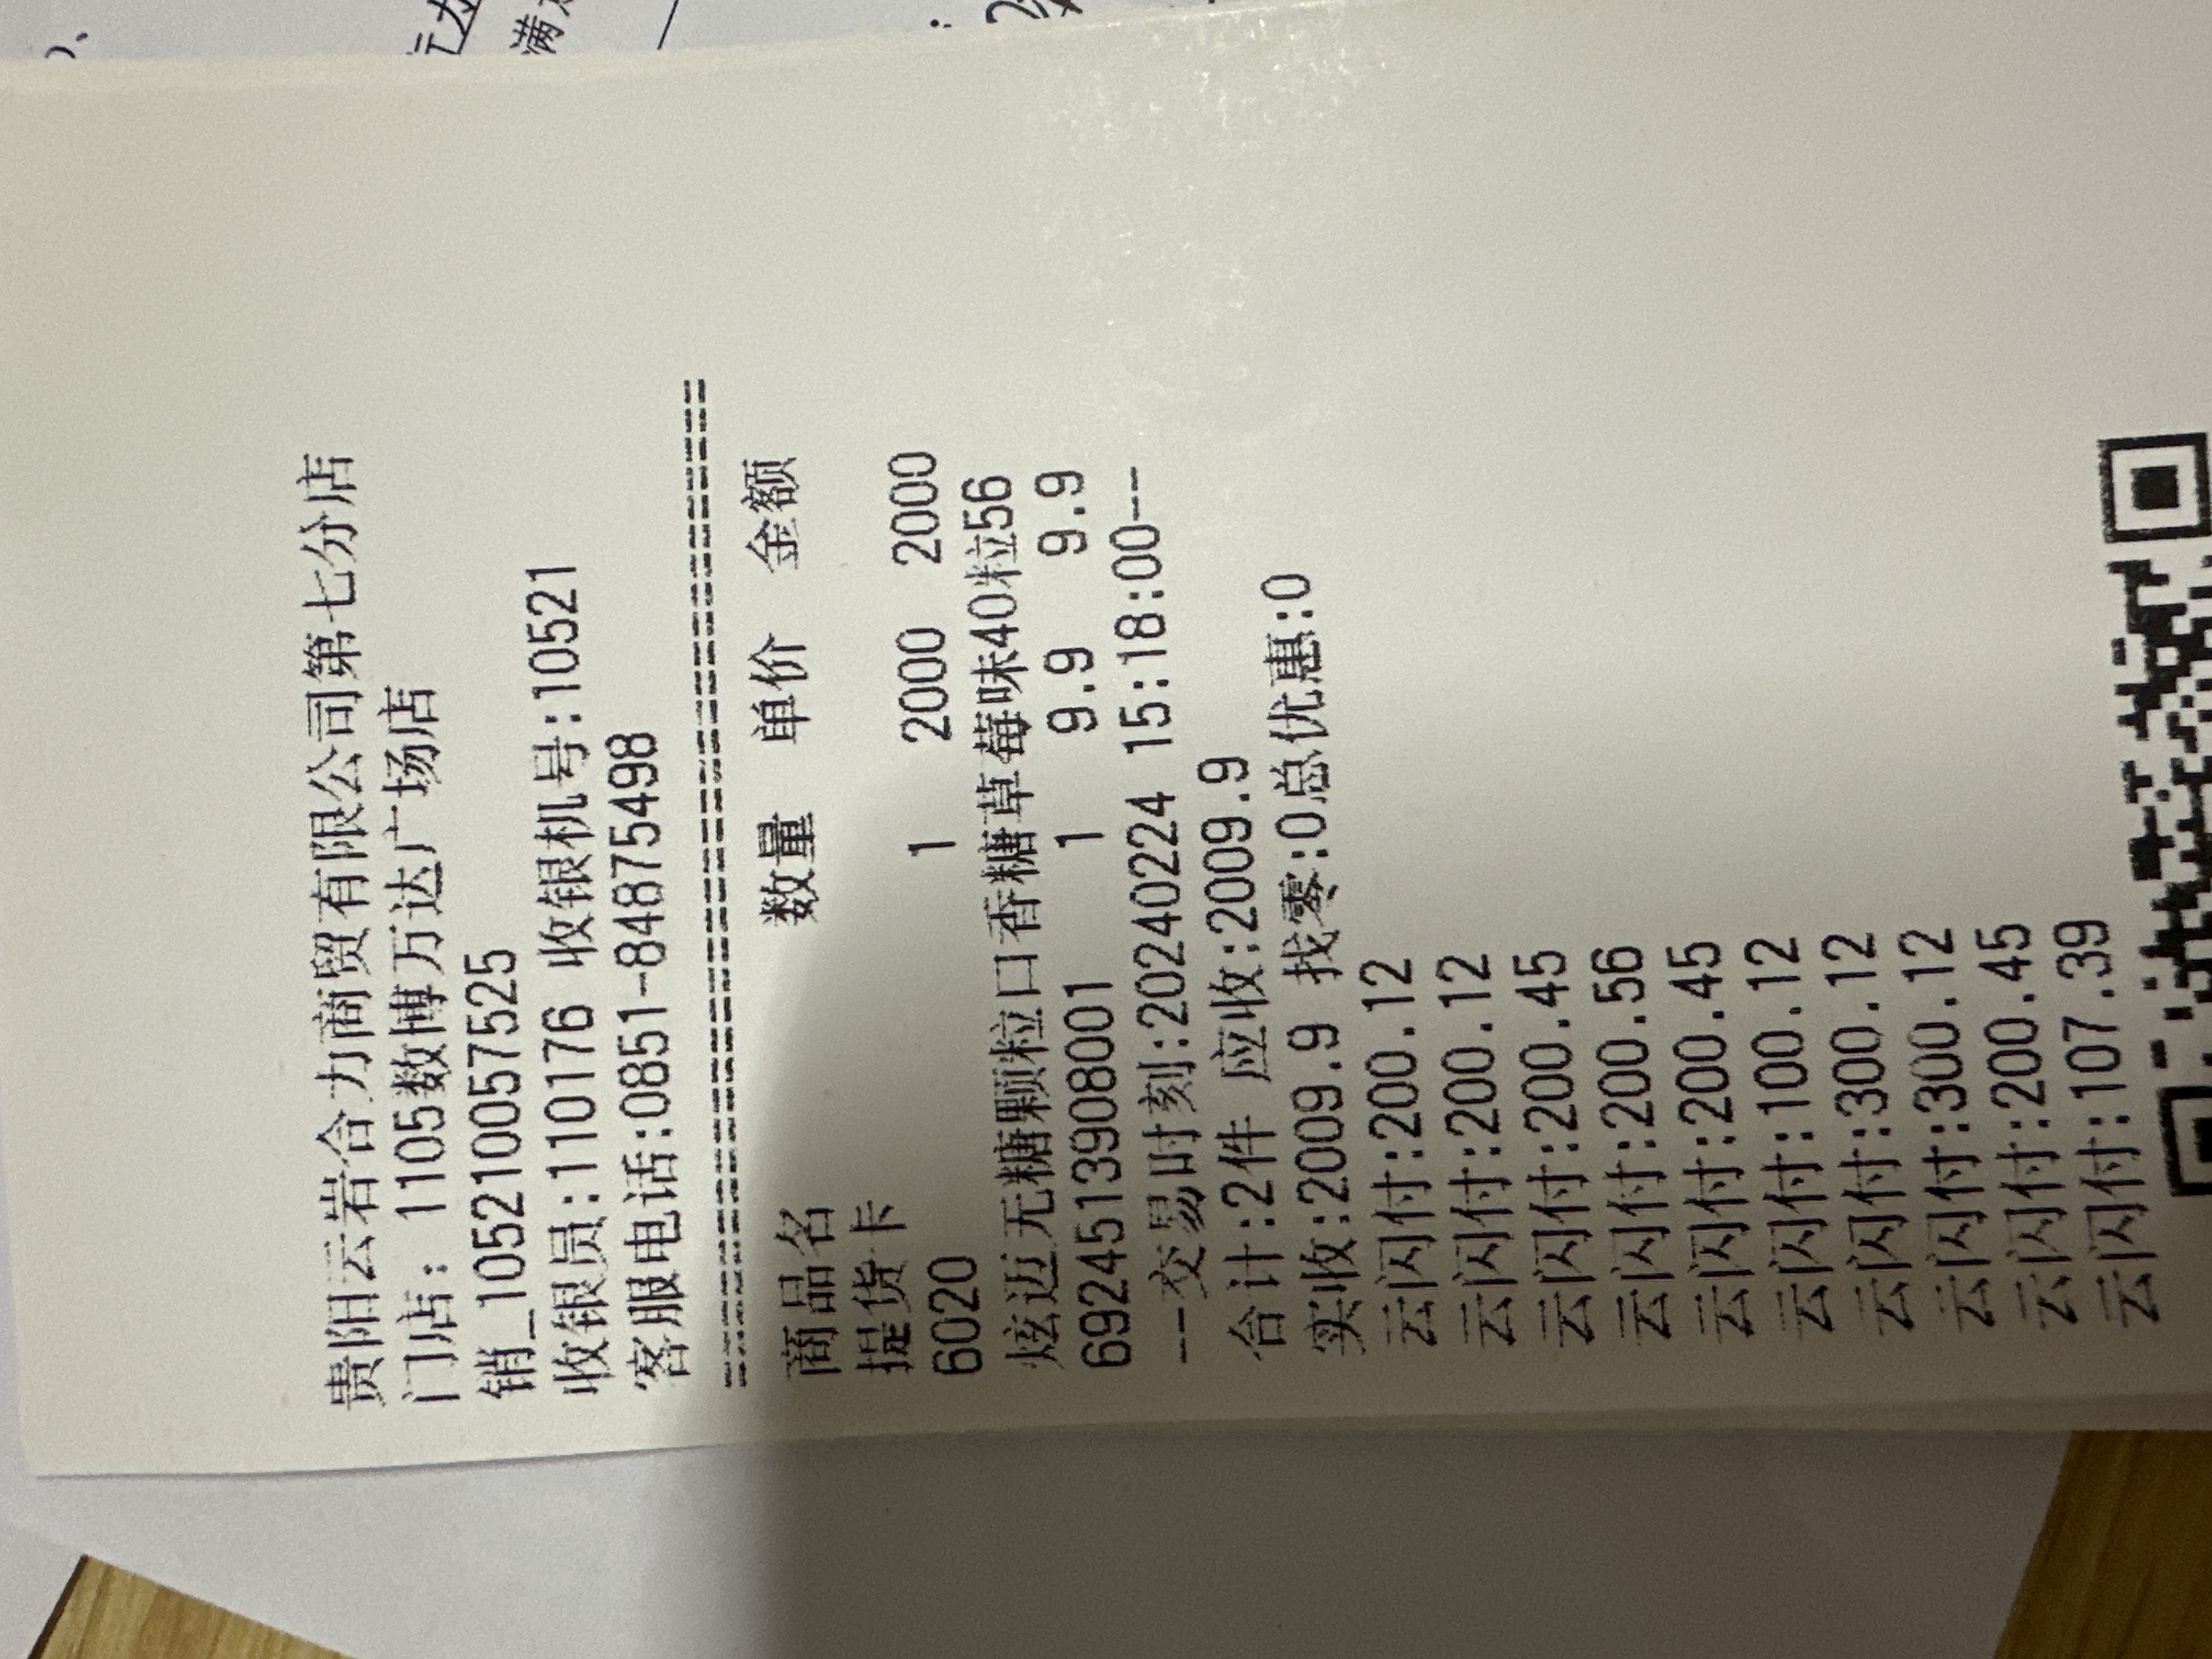 贵阳云岩合力商贸有限公司第七分店
门店: 1105数博万达广场店
销_105210057525
收银员:110176 收银机号:10521
客服电话:0851-84875498
==========================================
商品名 数量 单价 金额
提货卡
6020 1 2000 2000
炫迈无糖颗粒口香糖草莓味40粒56
6924513908001 1 9.9 9.9
--交易时刻:20240224 15:18:00--
合计:2件 应收:2009.9
实收:2009.9 找零:0总优惠:0
云闪付:200.12
云闪付:200.12
云闪付:200.45
云闪付:200.56
云闪付:200.45
云闪付:100.12
云闪付:300.12
云闪付:300.12
云闪付:200.45
云闪付:107.39